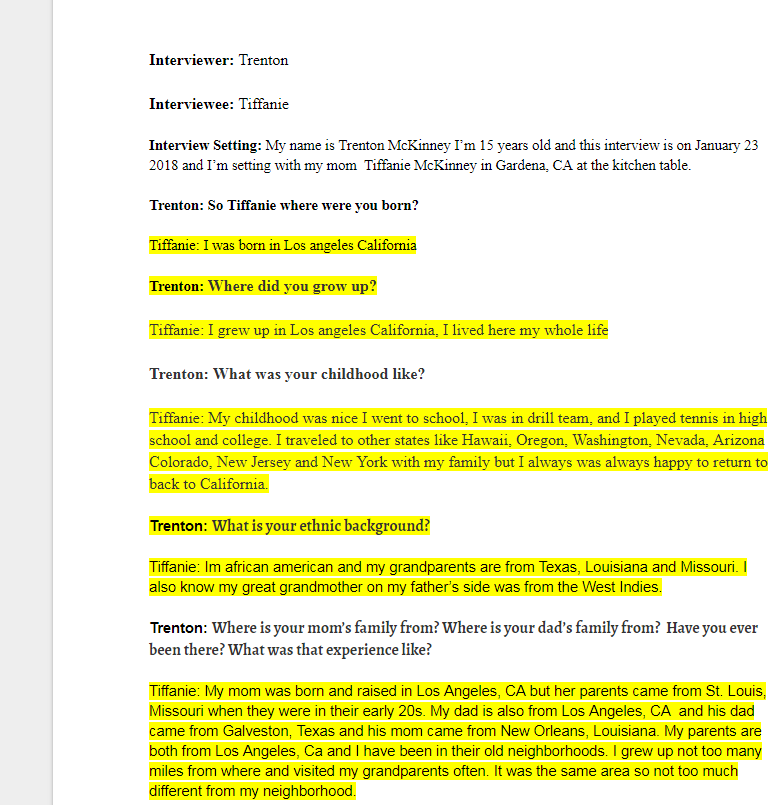 Interviewer: Trenton
Interviewee: Tiffanie
Interview Setting: My name is Trenton McKinney I’m 15 years old and this interview is on January 23
2018 and I’m setting with my mom  Tiffanie McKinney in Gardena, CA at the kitchen table.
Trenton: So Tiffanie where were you born?
Tiffanie: I was born in Los angeles California
Trenton: Where did you grow up?
Tiffanie: I grew up in Los angeles California, I lived here my whole life
Trenton: What was your childhood like?
Tiffanie: My childhood was nice I went to school, I was in drill team, and I played tennis in high
school and college. I traveled to other states like Hawaii, Oregon, Washington, Nevada, Arizona
Colorado, New Jersey and New York with my family but I always was always happy to return to
back to California.
Trenton: What is your ethnic background?
Tiffanie: Im african american and my grandparents are from Texas, Louisiana and Missouri. I
also know my great grandmother on my father’s side was from the West Indies.
Trenton: Where is your mom’s family from? Where is your dad’s family from?  Have you ever
been there? What was that experience like?
Tiffanie: My mom was born and raised in Los Angeles, CA but her parents came from St. Louis,
Missouri when they were in their early 20s. My dad is also from Los Angeles, CA  and his dad
came from Galveston, Texas and his mom came from New Orleans, Louisiana. My parents are
both from Los Angeles, Ca and I have been in their old neighborhoods. I grew up not too many
miles from where and visited my grandparents often. It was the same area so not too much
different from my neighborhood.